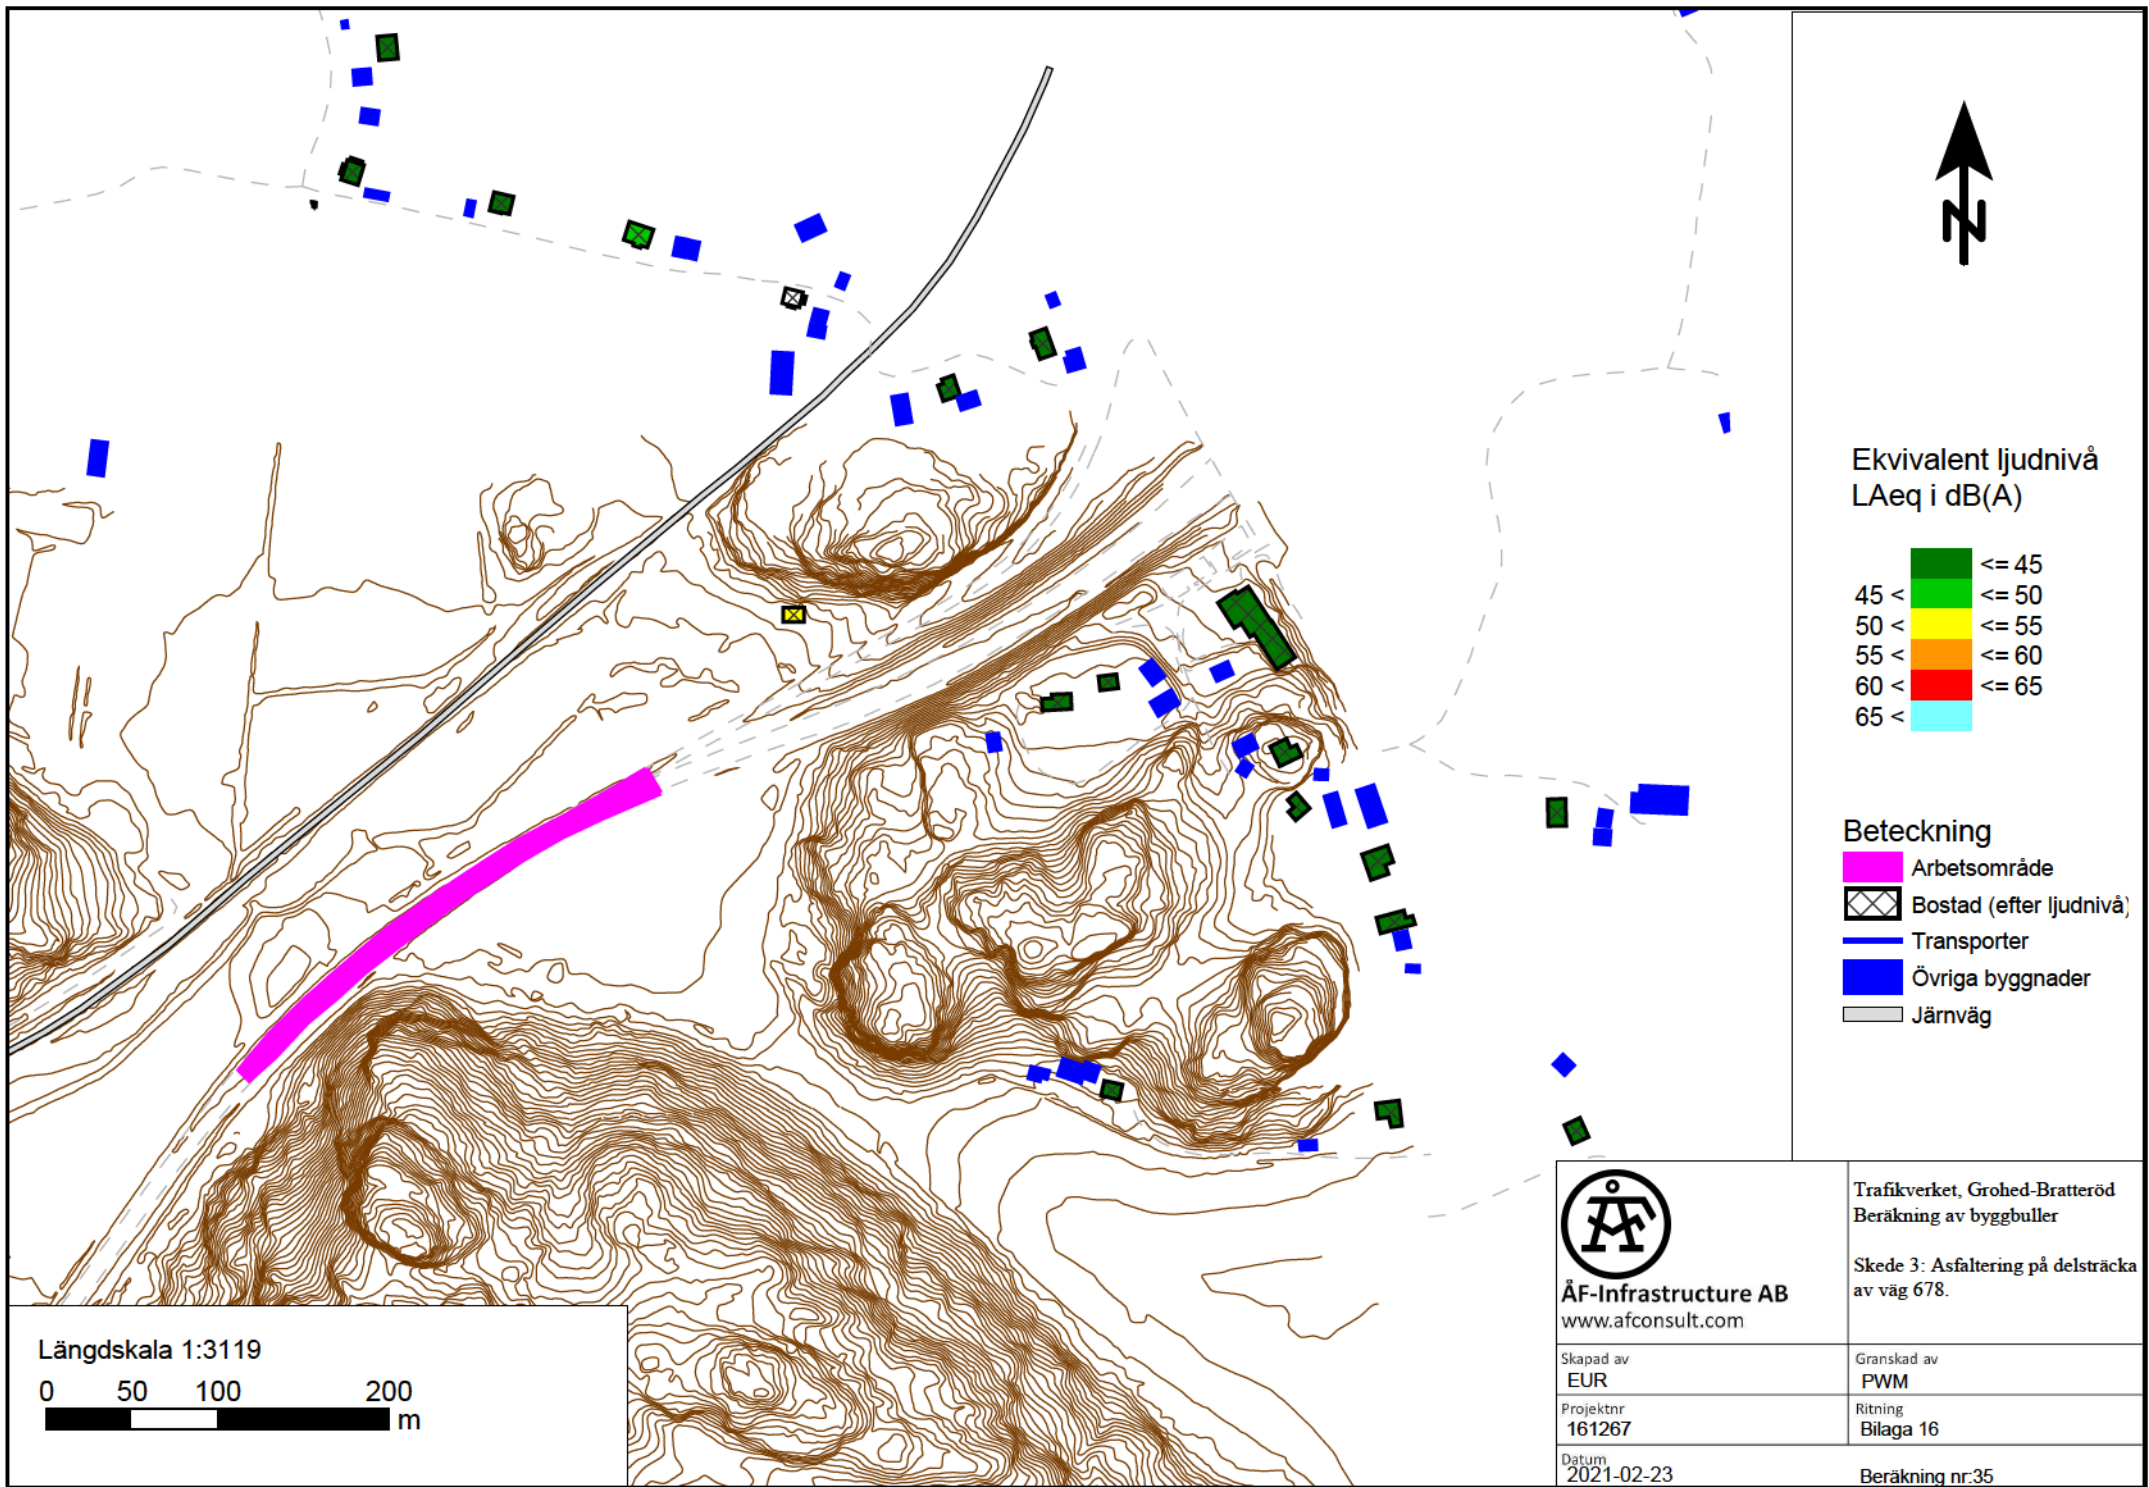 N
Ekvivalent ljudnivå
LAeq i dB(A)
<= 45
45 < <= 50
50 < <= 55
55 < <= 60
60 < <= 65
65 <
Beteckning
Arbetsområde
Bostad (efter ljudnivå)
Transporter
Övriga byggnader
Järnväg
Längdskala 1:3119
0 50 100 200
m
ÅF
ÅF-Infrastructure AB
www.afconsult.com
Trafikverket, Grohed-Bratteröd
Beräkning av byggbuller
Skede 3: Asfaltering på delsträcka
av väg 678.
Skapad av
EUR
Granskad av
PWM
Projektnr
161267
Ritning
Bilaga 16
Datum
2021-02-23
Beräkning nr:35